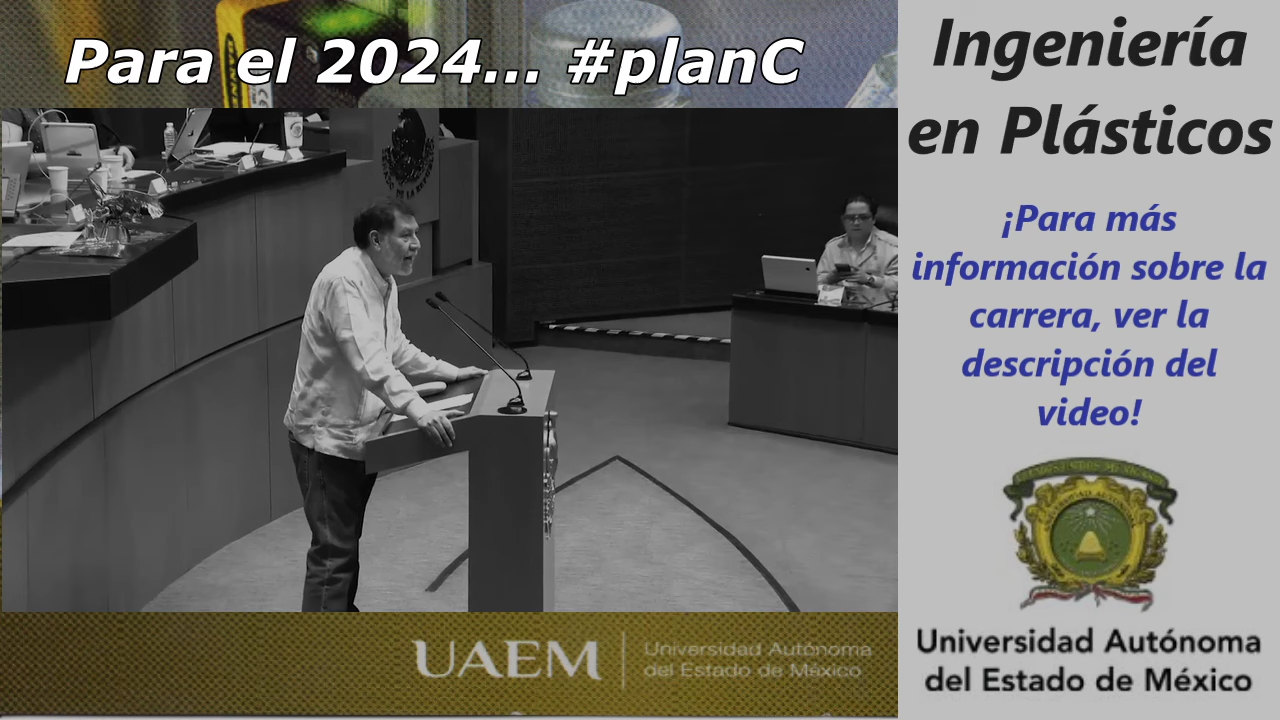 Para el 2024... #planC
Ingeniería
en Plásticos
¡Para más
información sobre la
carrera, ver la
descripción del
video!
UAEM
Universidad Autónoma
del Estado de México
Universidad Autónoma
del Estado de México